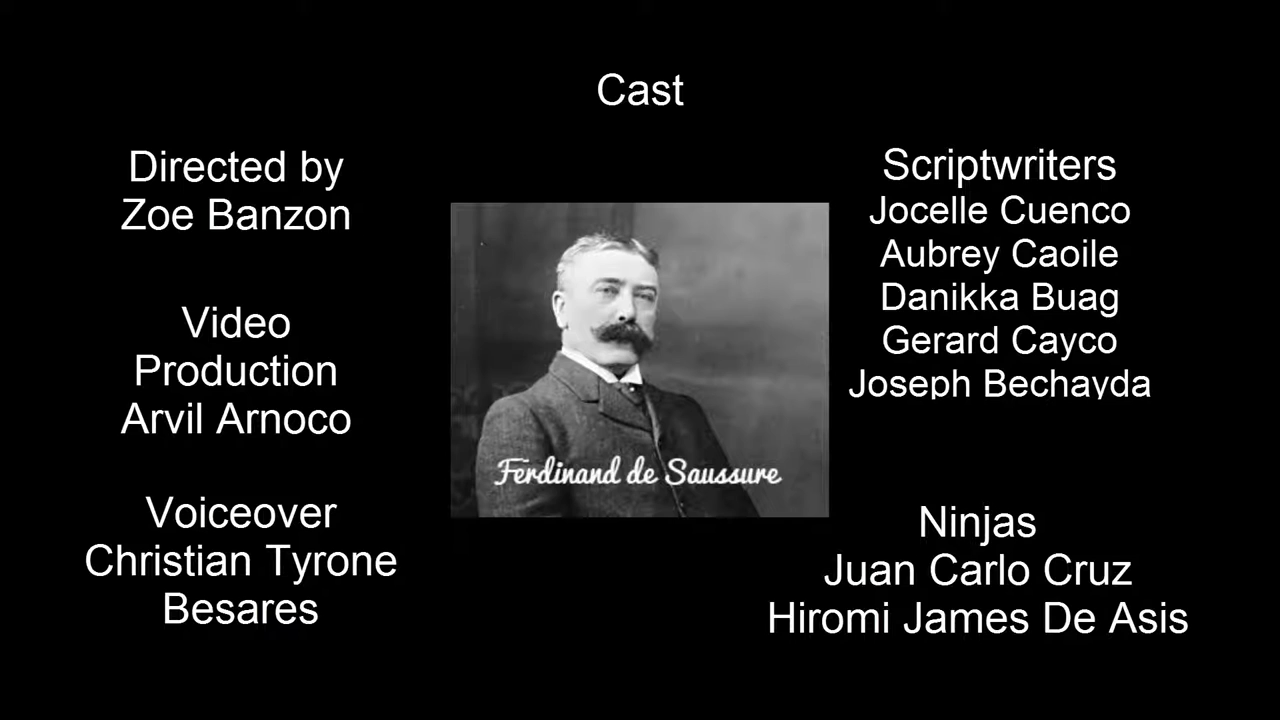 Cast
Directed by
Zoe Banzon
Video
Production
Arvil Arnoco
Voiceover
Christian Tyrone
Besares
Ferdinand de Saussure
Scriptwriters
Jocelle Cuenco
Aubrey Caoile
Danikka Buag
Gerard Cayco
Joseph Bechayda
Ninjas
Juan Carlo Cruz
Hiromi James De Asis